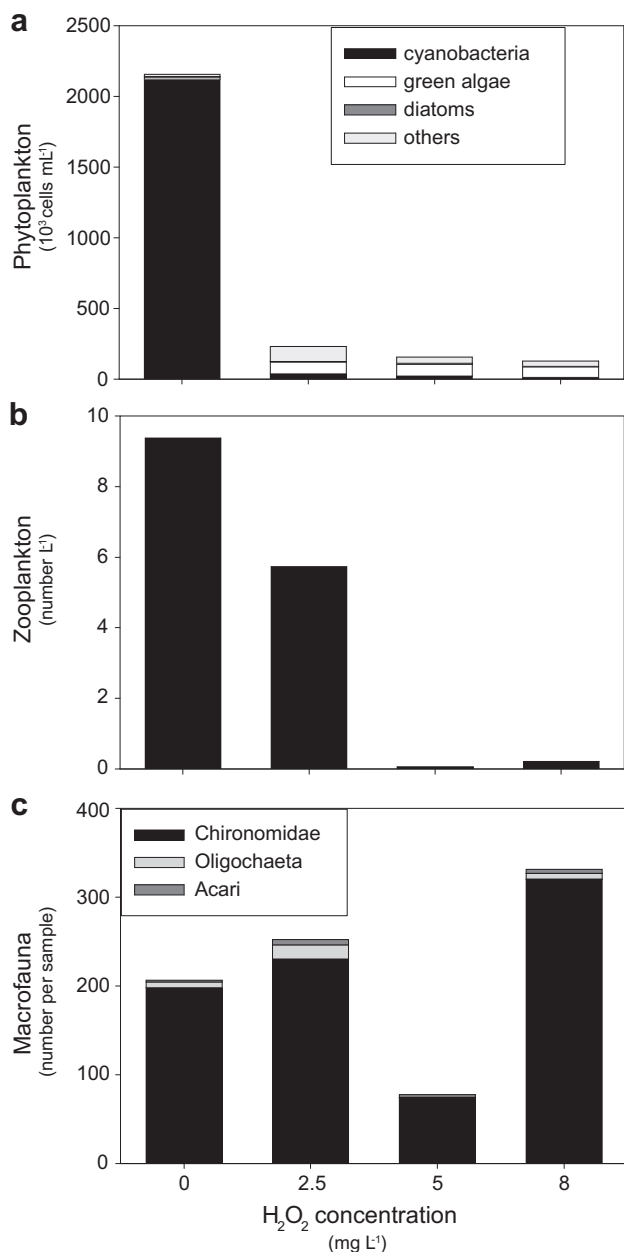 a
2500
2000
1500
1000
500
0
Phytoplankton
(10³ cells mL⁻¹)
cyanobacteria
green algae
diatoms
others
b
10
8
6
4
2
0
Zooplankton
(number L⁻¹)
c
400
300
200
100
0
Macrofauna
(number per sample)
Chironomidae
Oligochaeta
Acari
0 2.5 5 8
H₂O₂ concentration
(mg L⁻¹)